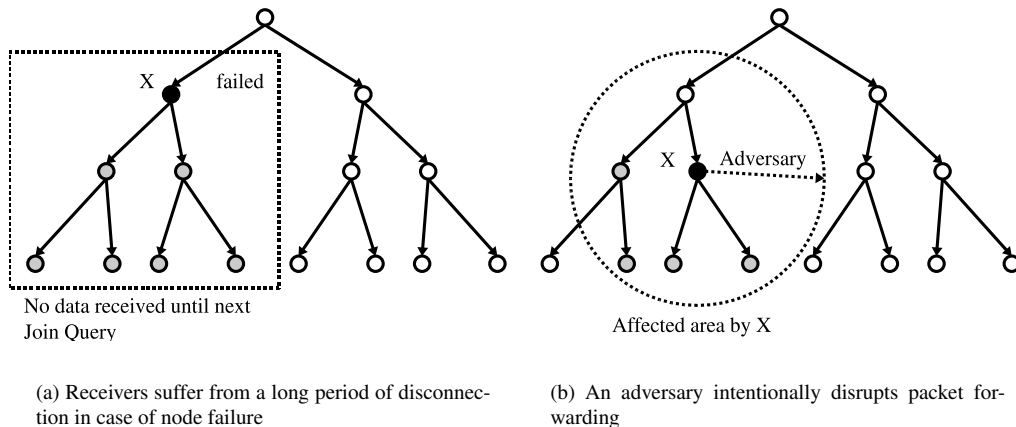 X
failed
No data received until next
Join Query
(a) Receivers suffer from a long period of disconnec-
tion in case of node failure
X
Adversary
Affected area by X
(b) An adversary intentionally disrupts packet for-
warding